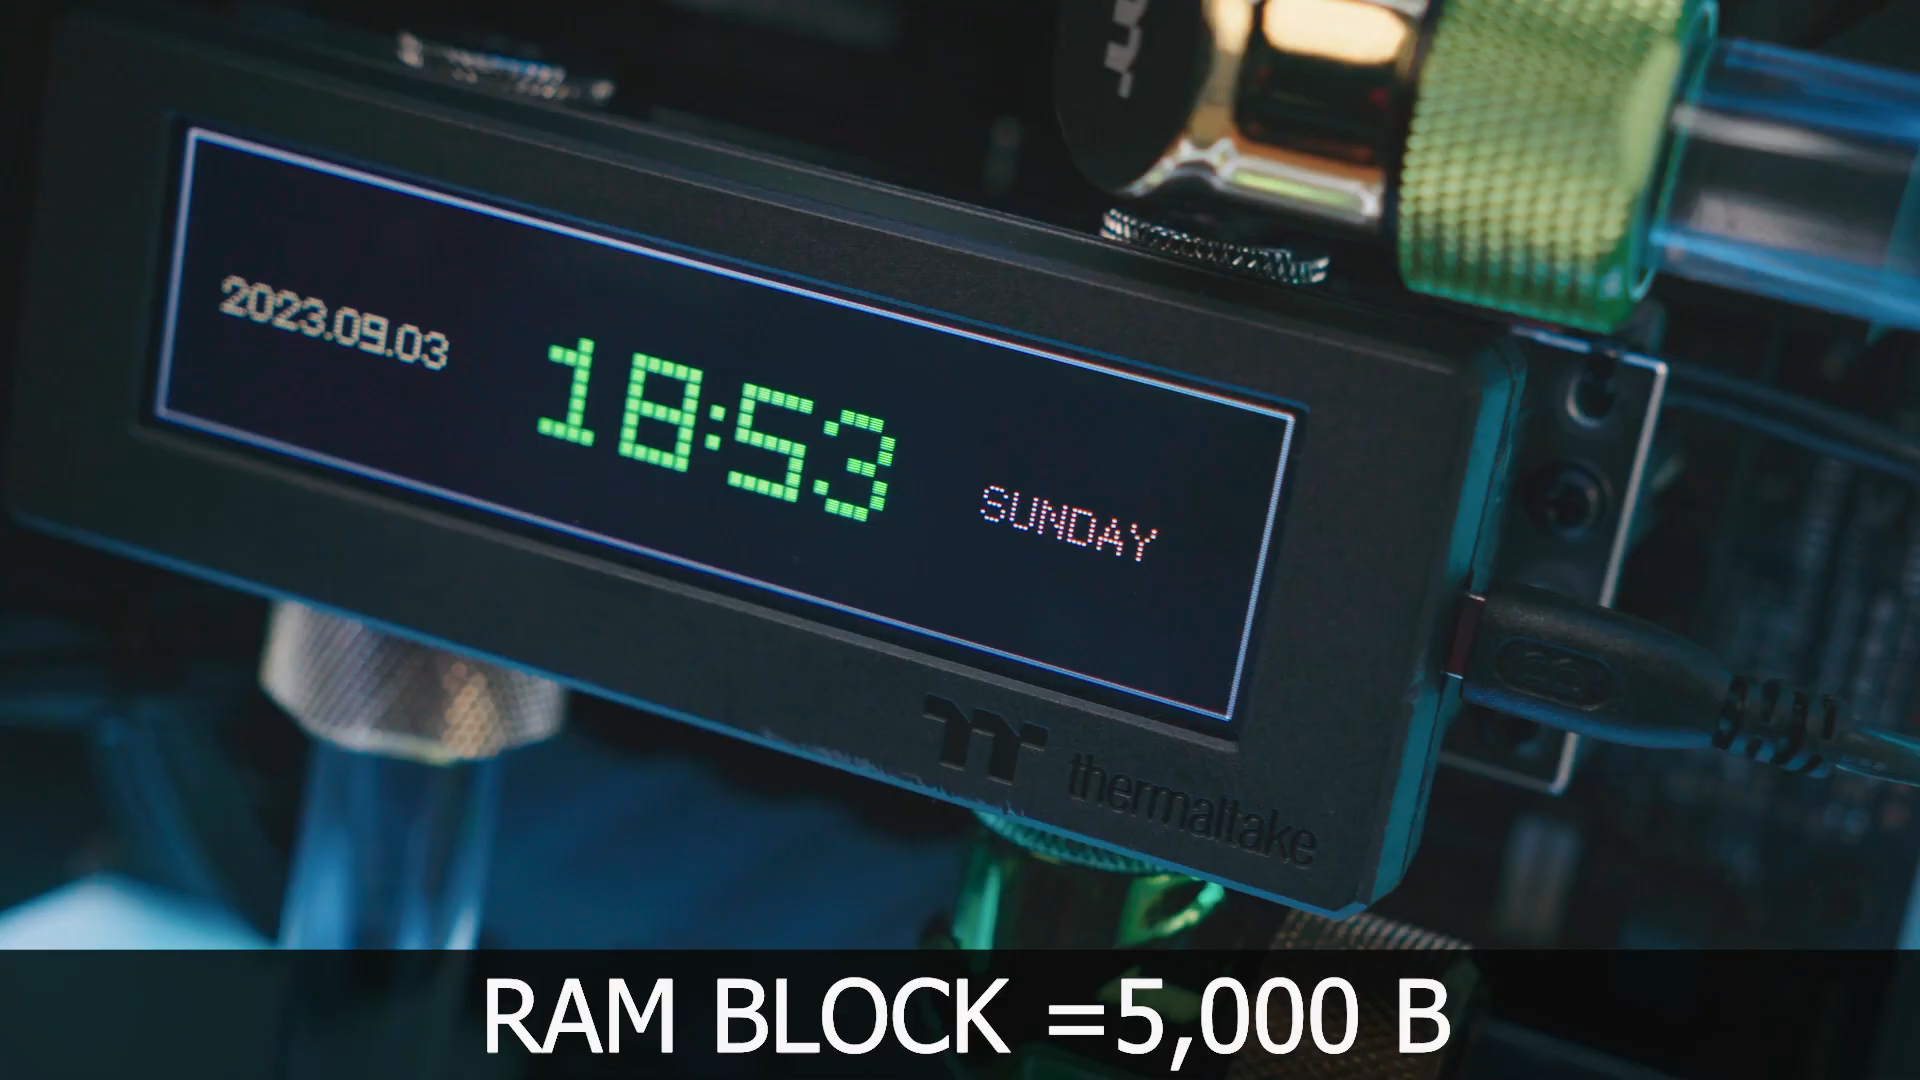 2023.09.03
18:53
SUNDAY
thermaltake
RAM BLOCK =5,000 B